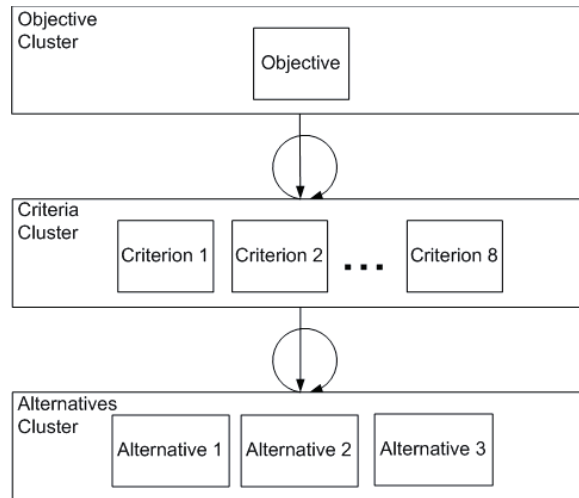 Objective
Cluster
Objective
Criteria
Cluster
Criterion 1
Criterion 2
...
Criterion 8
Alternatives
Cluster
Alternative 1
Alternative 2
Alternative 3